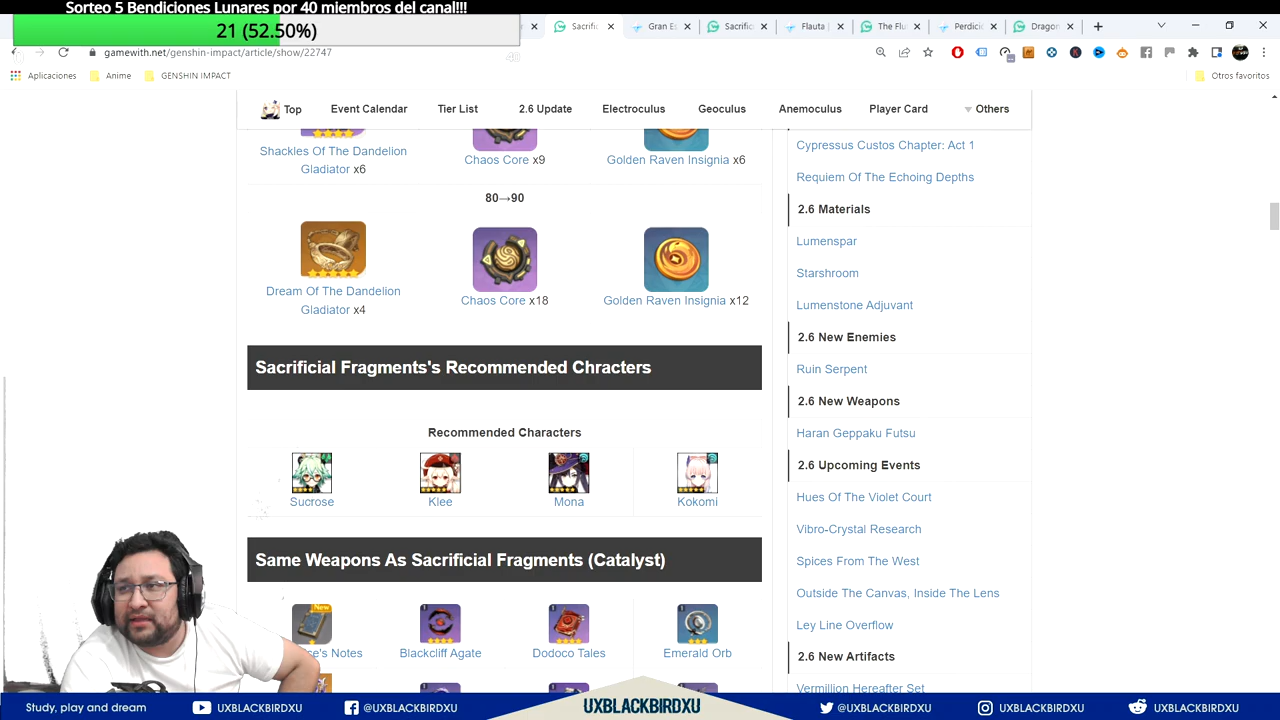 Sorteo 5 Bendiciones Lunares por 40 miembros del canal!!!
21 (52.50%)
40
Sacrific
Gran Es
Sacrific
Flauta
The Flu
Perdicio
Dragon
gamewith.net/genshin-impact/article/show/22747
Aplicaciones
Anime
GENSHIN IMPACT
Otros favoritos
Top
Event Calendar
Tier List
2.6 Update
Electroculus
Geoculus
Anemoculus
Player Card
Others
Shackles Of The Dandelion
Gladiator x6
Chaos Core x9
Golden Raven Insignia x6
80→90
Dream Of The Dandelion
Gladiator x4
Chaos Core x18
Golden Raven Insignia x12
Sacrificial Fragments's Recommended Chracters
Recommended Characters
Sucrose
Klee
Mona
Kokomi
Same Weapons As Sacrificial Fragments (Catalyst)
New
1
1
1
's Notes
Blackcliff Agate
Dodoco Tales
Emerald Orb
Cypressus Custos Chapter: Act 1
Requiem Of The Echoing Depths
2.6 Materials
Lumenspar
Starshroom
Lumenstone Adjuvant
2.6 New Enemies
Ruin Serpent
2.6 New Weapons
Haran Geppaku Futsu
2.6 Upcoming Events
Hues Of The Violet Court
Vibro-Crystal Research
Spices From The West
Outside The Canvas, Inside The Lens
Ley Line Overflow
2.6 New Artifacts
Vermillion Hereafter Set
Study, play and dream
UXBLACKBIRDXU
@UXBLACKBIRDXU
UXBLACKBIRDXU
@UXBLACKBIRDXU
UXBLACKBIRDXU
UXBLACKBIRDXU